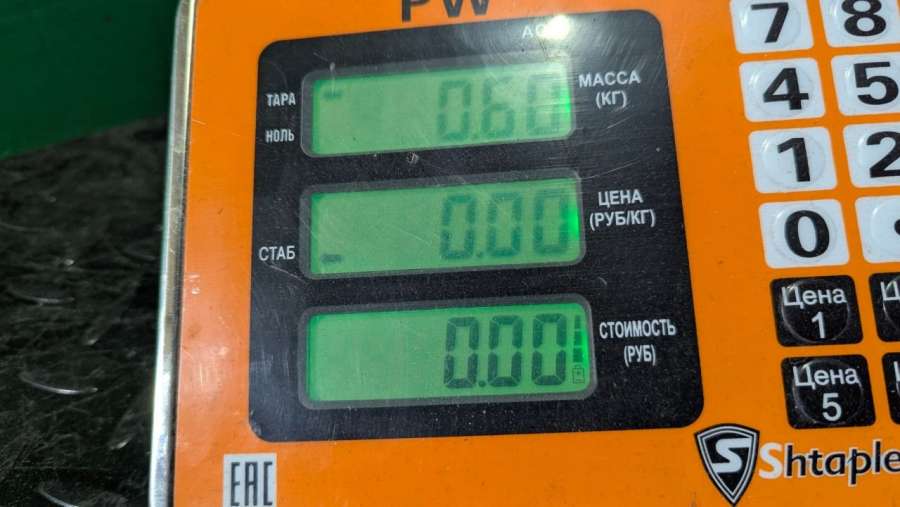 PW
AC
ТАРА
НОЛЬ
0.60
МАССА
(КГ)
СТАБ
0.00
ЦЕНА
(РУБ/КГ)
0.00
СТОИМОСТЬ
(РУБ)
7 8
4 5
1 2
0
Цена
1
Цена
5
EAC
S Shtaple